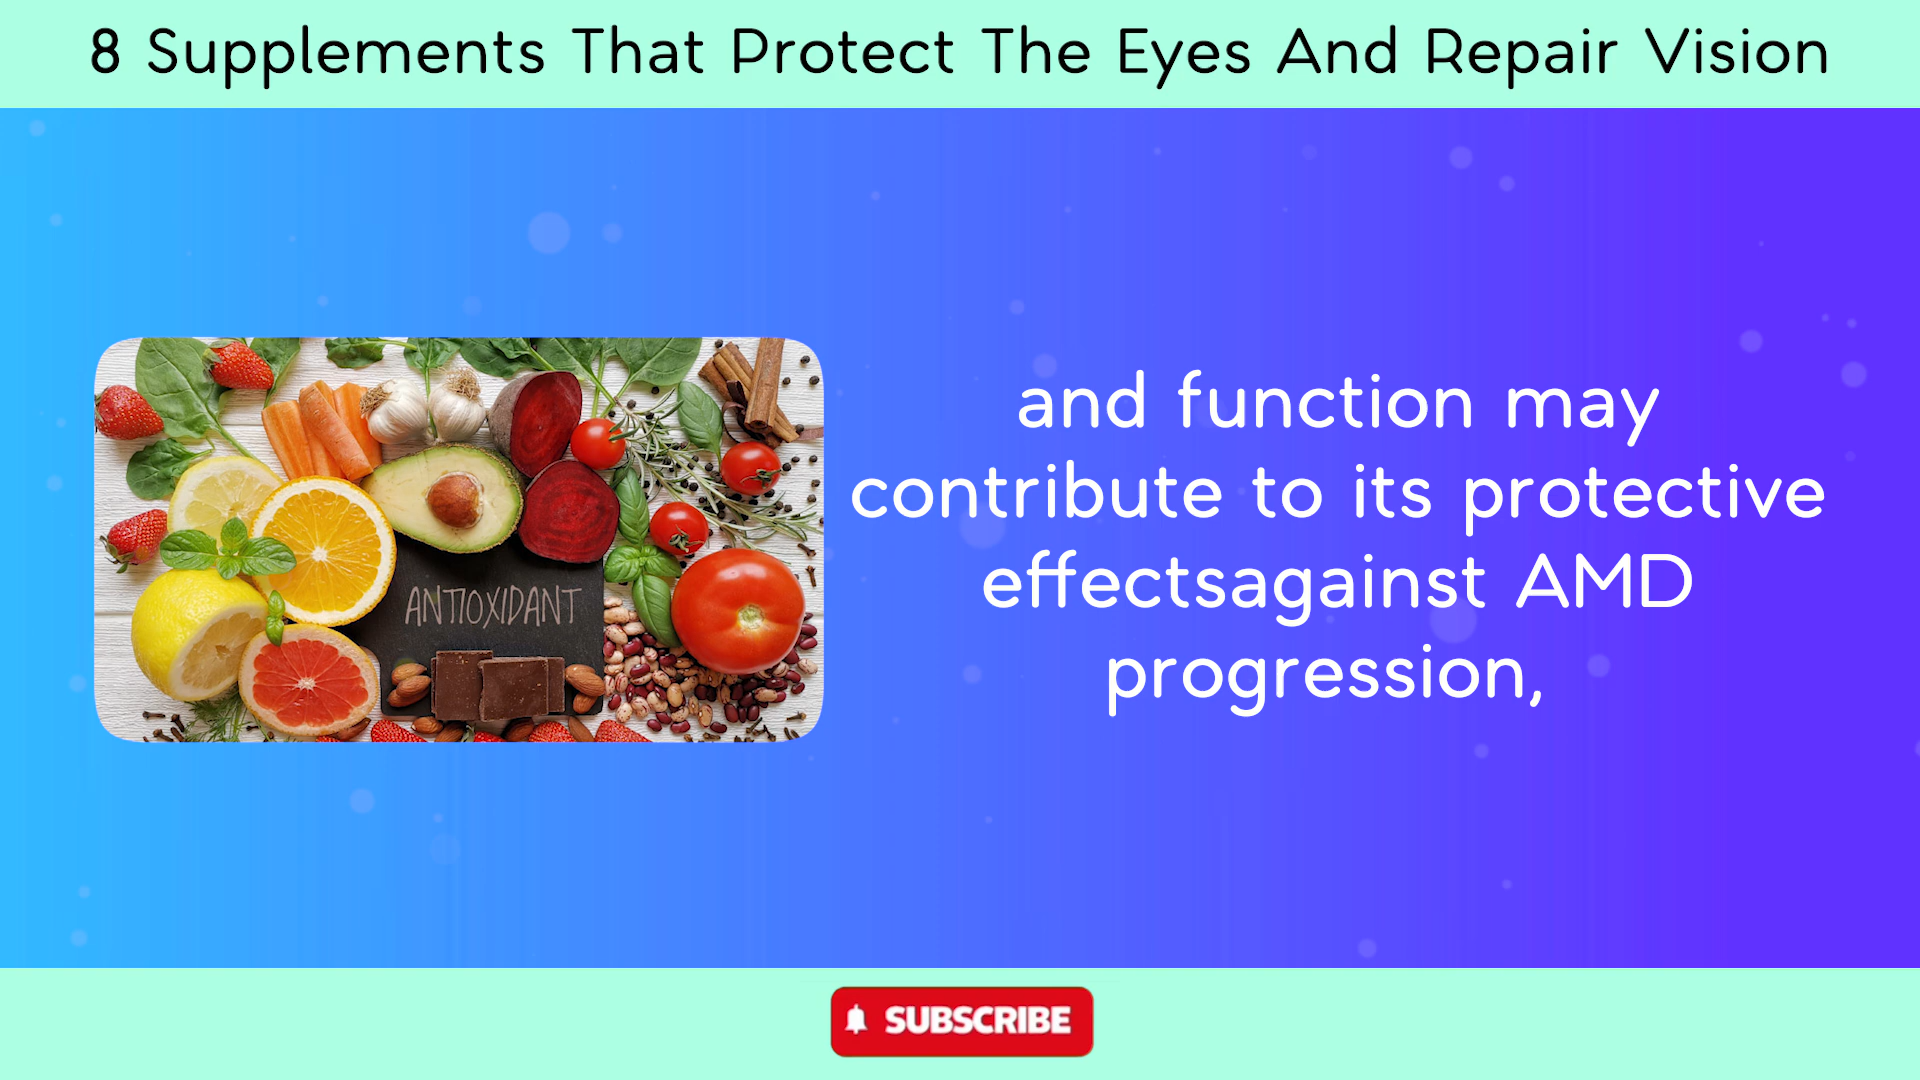 8 Supplements That Protect The Eyes And Repair Vision
ANTIOXIDANT
and function may
contribute to its protective
effectsagainst AMD
progression,
SUBSCRIBE